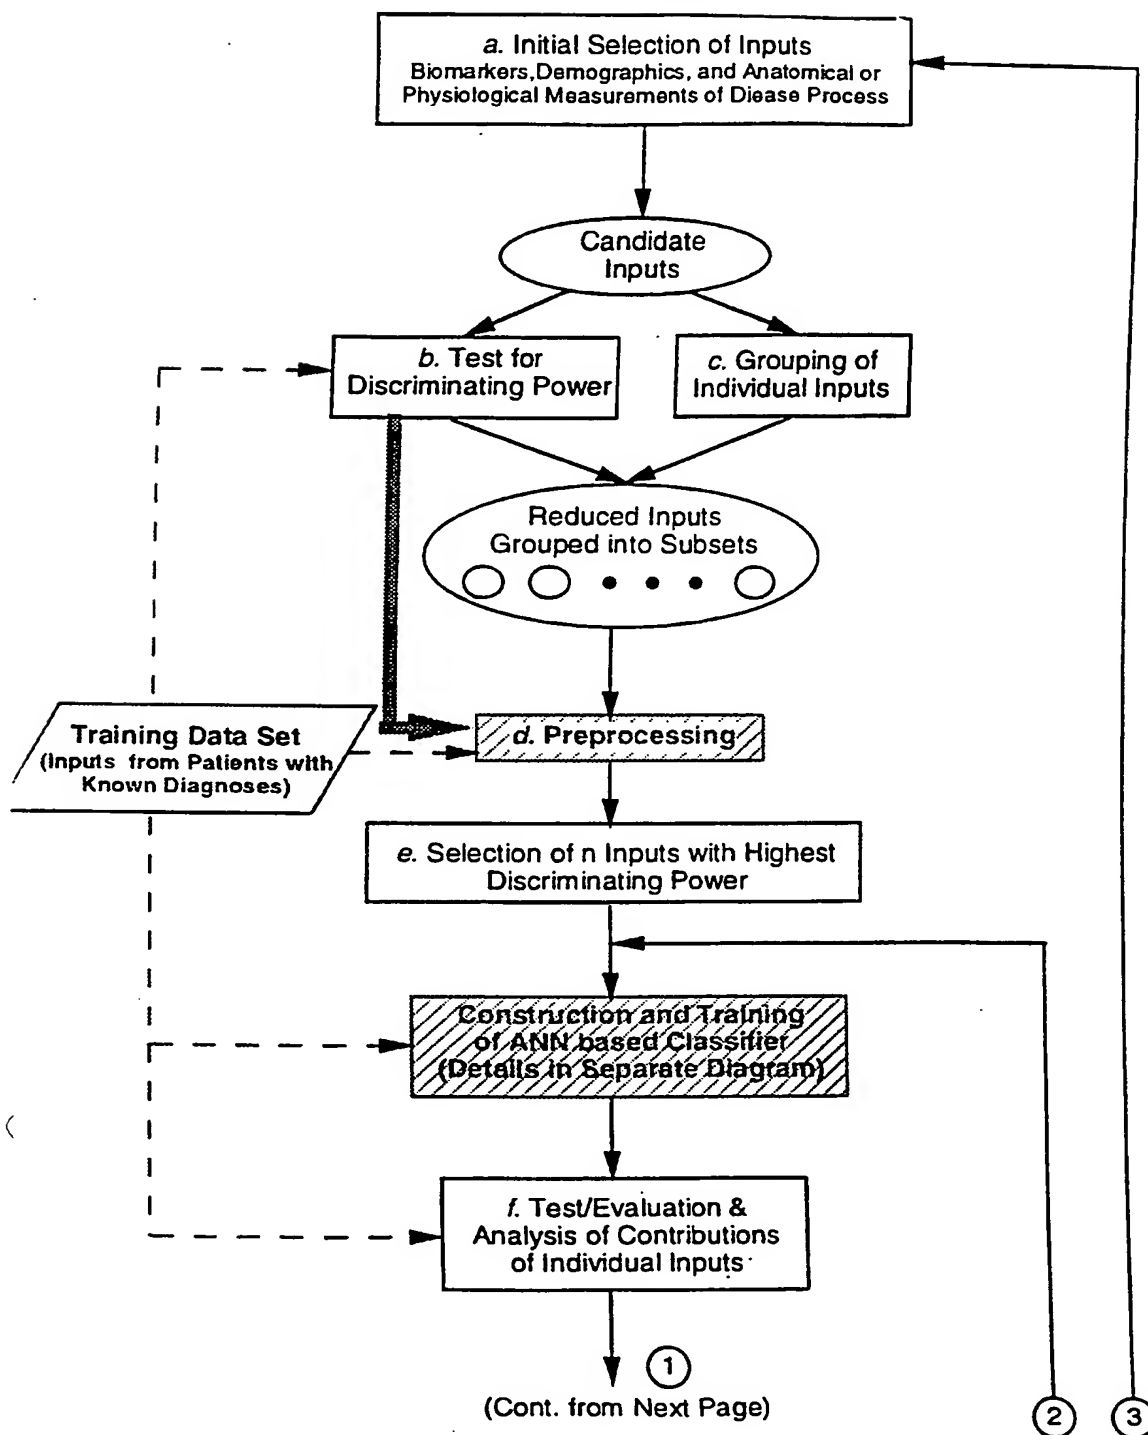 a. Initial Selection of Inputs
Biomarkers,Demographics, and Anatomical or
Physiological Measurements of Diease Process
Candidate
Inputs
b. Test for
Discriminating Power
c. Grouping of
Individual Inputs
Reduced Inputs
Grouped into Subsets
Training Data Set
(Inputs from Patients with
Known Diagnoses)
d. Preprocessing
e. Selection of n Inputs with Highest
Discriminating Power
Construction and Training
of ANN based Classifier
(Details in Separate Diagram)
f. Test/Evaluation &
Analysis of Contributions
of Individual Inputs
1
(Cont. from Next Page)
2
3